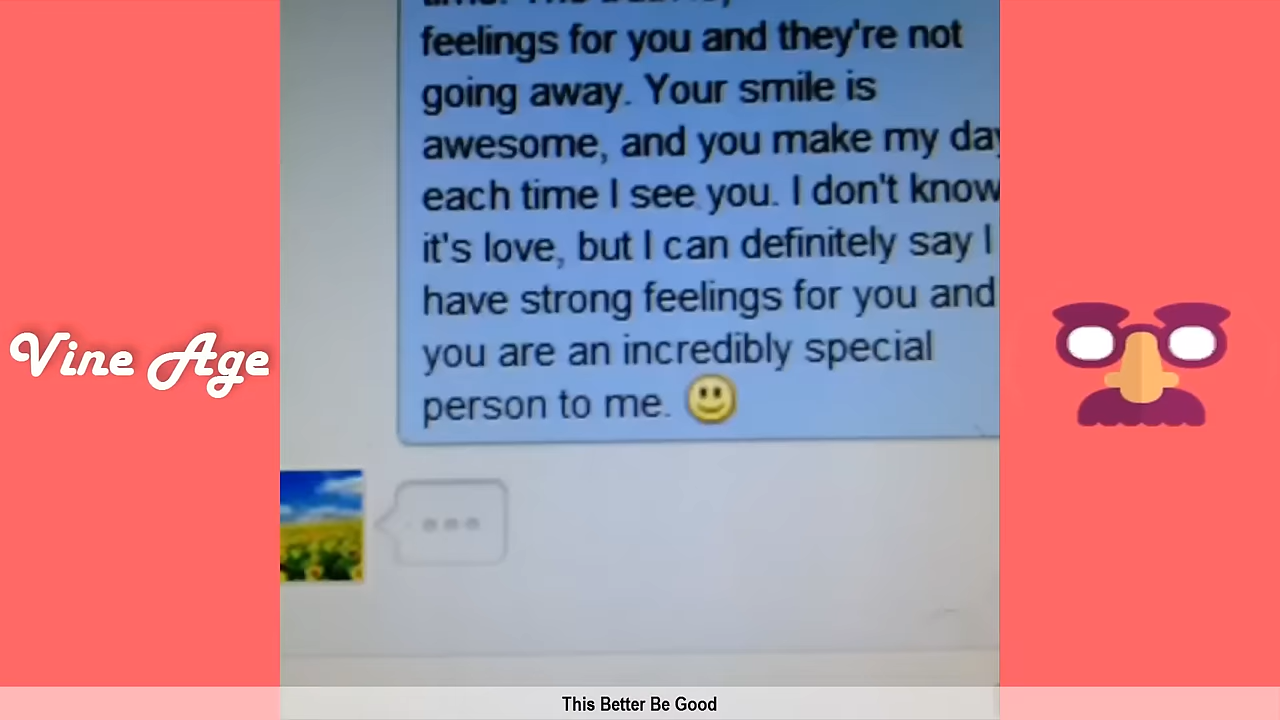 feelings for you and they're not
going away. Your smile is
awesome, and you make my day
each time I see you. I don't know
it's love, but I can definitely say I
have strong feelings for you and
you are an incredibly special
person to me.
Vine Age
This Better Be Good